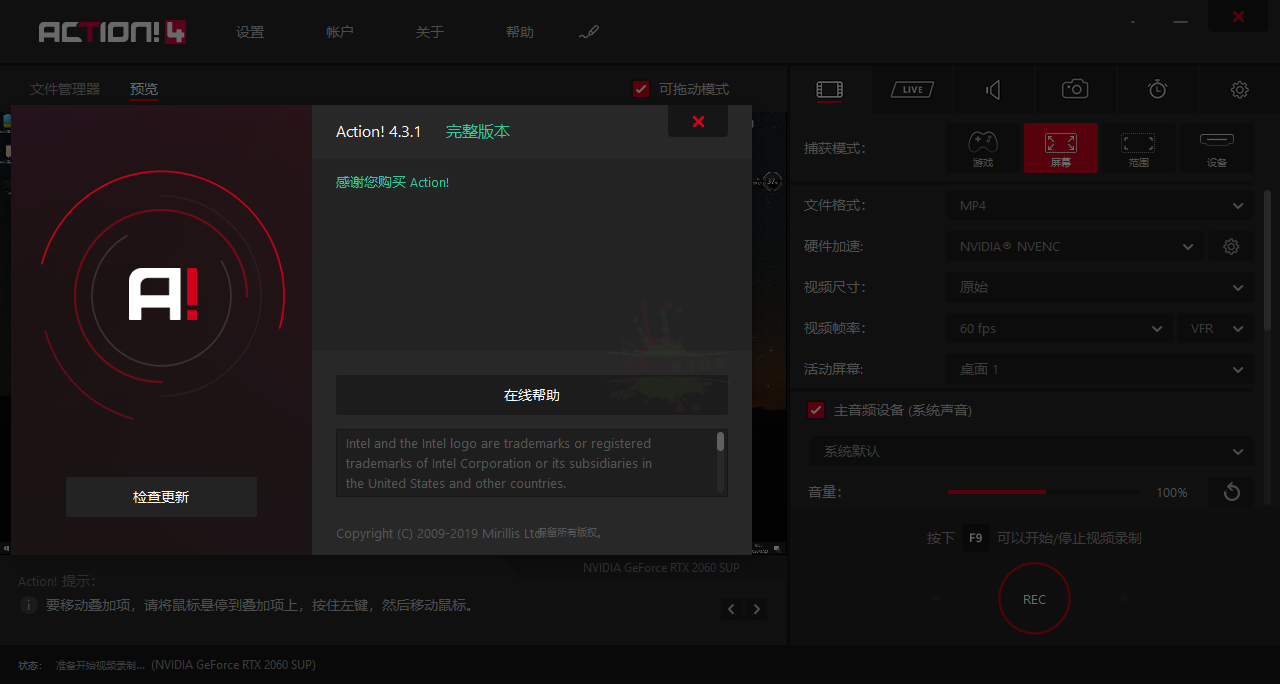 ACTION! 4
设置
帐户
关于
帮助
文件管理器
预览
可拖动模式
LIVE
Action! 4.3.1
完整版本
感谢您购买 Action!
A!
检查更新
在线帮助
Intel and the Intel logo are trademarks or registered
trademarks of Intel Corporation or its subsidiaries in
the United States and other countries.
Copyright (C) 2009-2019 Mirillis Ltd
保留所有版权。
捕获模式:
游戏
屏幕
范围
设备
文件格式:
MP4
硬件加速:
NVIDIA® NVENC
视频尺寸:
原始
视频帧率:
60 fps
VFR
活动屏幕:
桌面 1
主音频设备 (系统声音)
系统默认
音量:
100%
按下 F9 可以开始/停止视频录制
REC
NVIDIA GeForce RTX 2060 SUP
Action! 提示:
要移动叠加项，请将鼠标悬停到叠加项上，按住左键，然后移动鼠标。
状态: 准备开始视频录制... (NVIDIA GeForce RTX 2060 SUP)